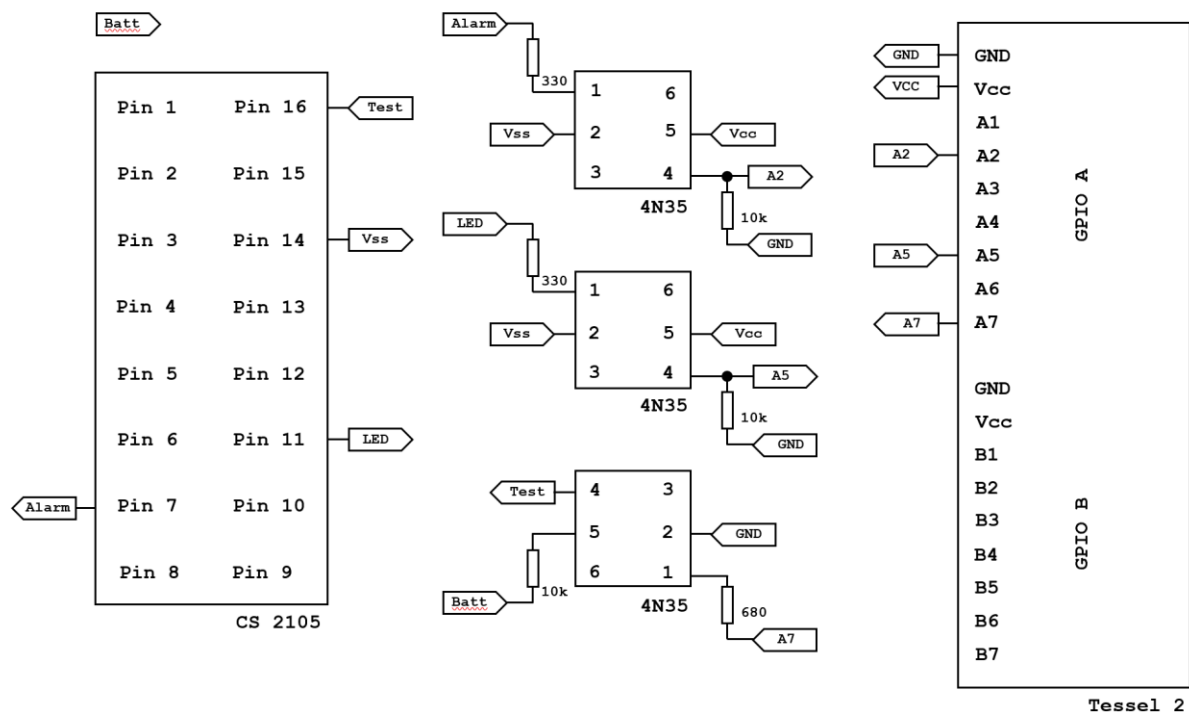 Batt
Pin 1 Pin 16 Test
Pin 2 Pin 15
Pin 3 Pin 14 Vss
Pin 4 Pin 13
Pin 5 Pin 12
Pin 6 Pin 11 LED
Alarm Pin 7 Pin 10
Pin 8 Pin 9
CS 2105
Alarm
330
1 6
Vss 2 5 Vcc
3 4 A2
4N35
10k
GND
LED
330
1 6
Vss 2 5 Vcc
3 4 A5
4N35
10k
GND
Test 4 3
5 2 GND
6 1
10k
Batt
4N35
680
A7
GND GND
VCC Vcc
A1
A2 A2
A3
A4
A5 A5
A6
A7 A7
GPIO A
GND
Vcc
B1
B2
B3
B4
B5
B6
B7
GPIO B
Tessel 2